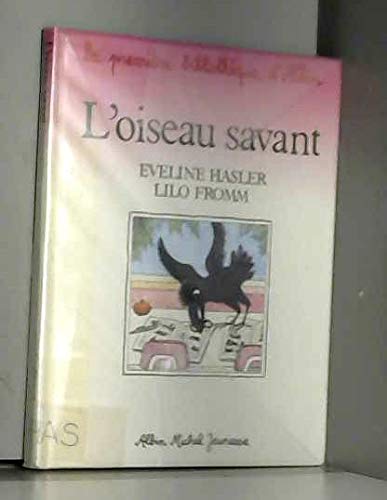 Ma première bibliothèque d'Albin
L'oiseau savant
EVELINE HASLER
LILO FROMM
HAS
Albin Michel Jeunesse